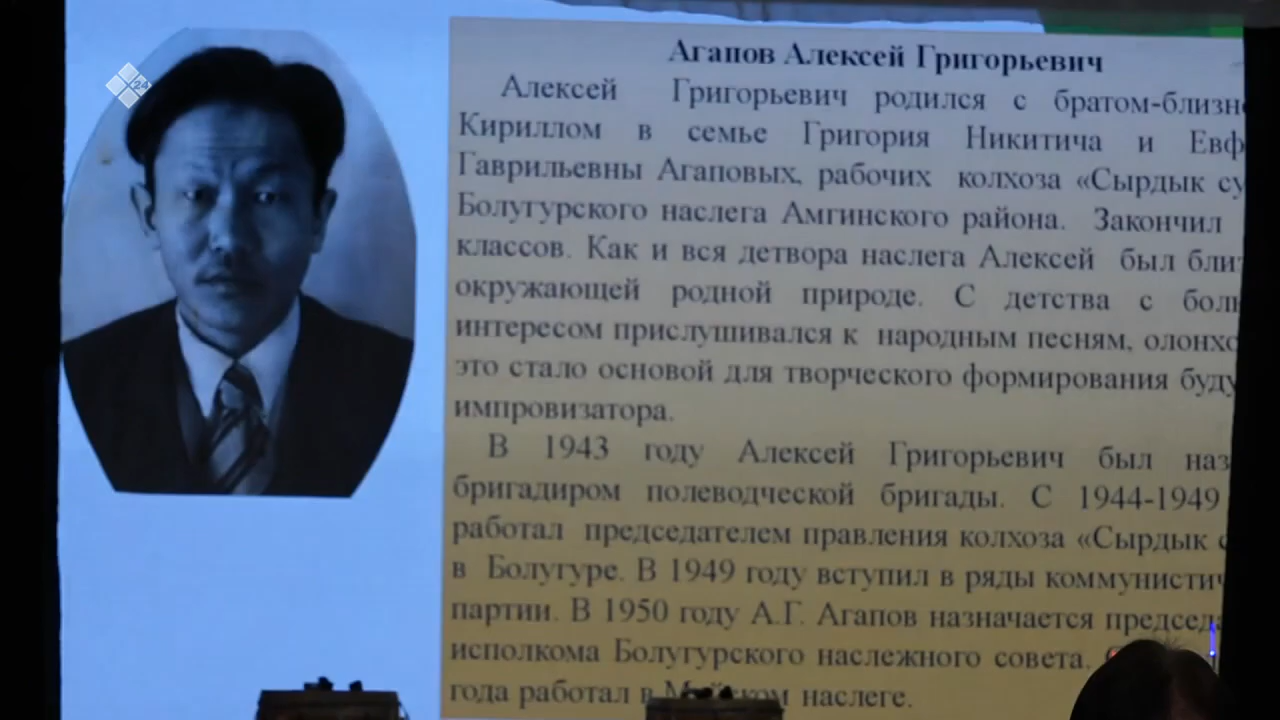 24
Агапов Алексей Григорьевич
Алексей Григорьевич родился с братом-близн
Кириллом в семье Григория Никитича и Евф
Гаврильевны Агаповых, рабочих колхоза «Сырдык су
Болугурского наслега Амгинского района. Закончил
классов. Как и вся детвора наслега Алексей был бли
окружающей родной природе. С детства с бол
интересом прислушивался к народным песням, олонхо
это стало основой для творческого формирования буду
импровизатора.
В 1943 году Алексей Григорьевич был наз
бригадиром полеводческой бригады. С 1944-1949
работал председателем правления колхоза «Сырдык с
в Болугуре. В 1949 году вступил в ряды коммунистич
партии. В 1950 году А.Г. Агапов назначается председа
исполкома Болугурского наслежного совета.
года работал в наслеге.